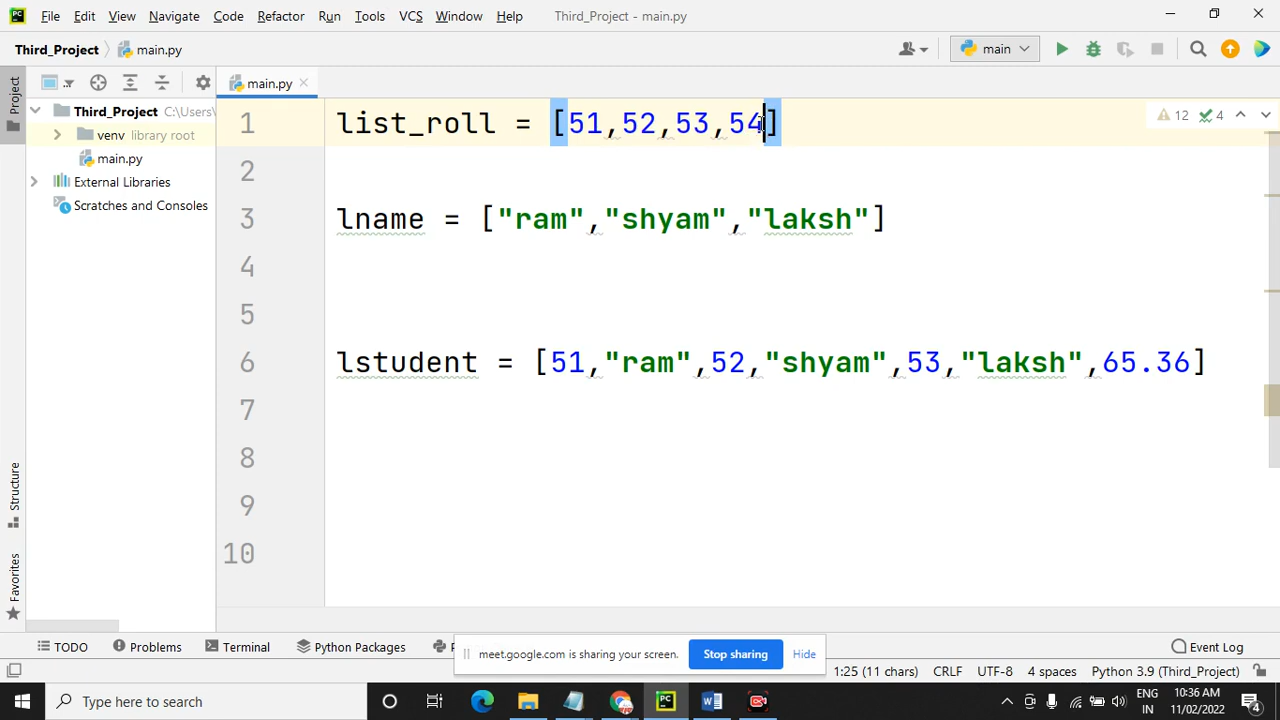 PC File Edit View Navigate Code Refactor Run Tools VCS Window Help Third_Project - main.py
Third_Project main.py main
Project main.py
Third_Project C:\Users\
venv library root
main.py
External Libraries
Scratches and Consoles
1 list_roll = [51,52,53,54] 12 4
2
3 lname = ["ram","shyam","laksh"]
4
5
6 lstudent = [51,"ram",52,"shyam",53,"laksh",65.36]
7
8
9
10
Structure
Favorites
TODO Problems Terminal Python Packages Event Log
meet.google.com is sharing your screen. Stop sharing Hide
1:25 (11 chars) CRLF UTF-8 4 spaces Python 3.9 (Third_Project)
Type here to search PC W ENG 10:36 AM
IN 11/02/2022 4